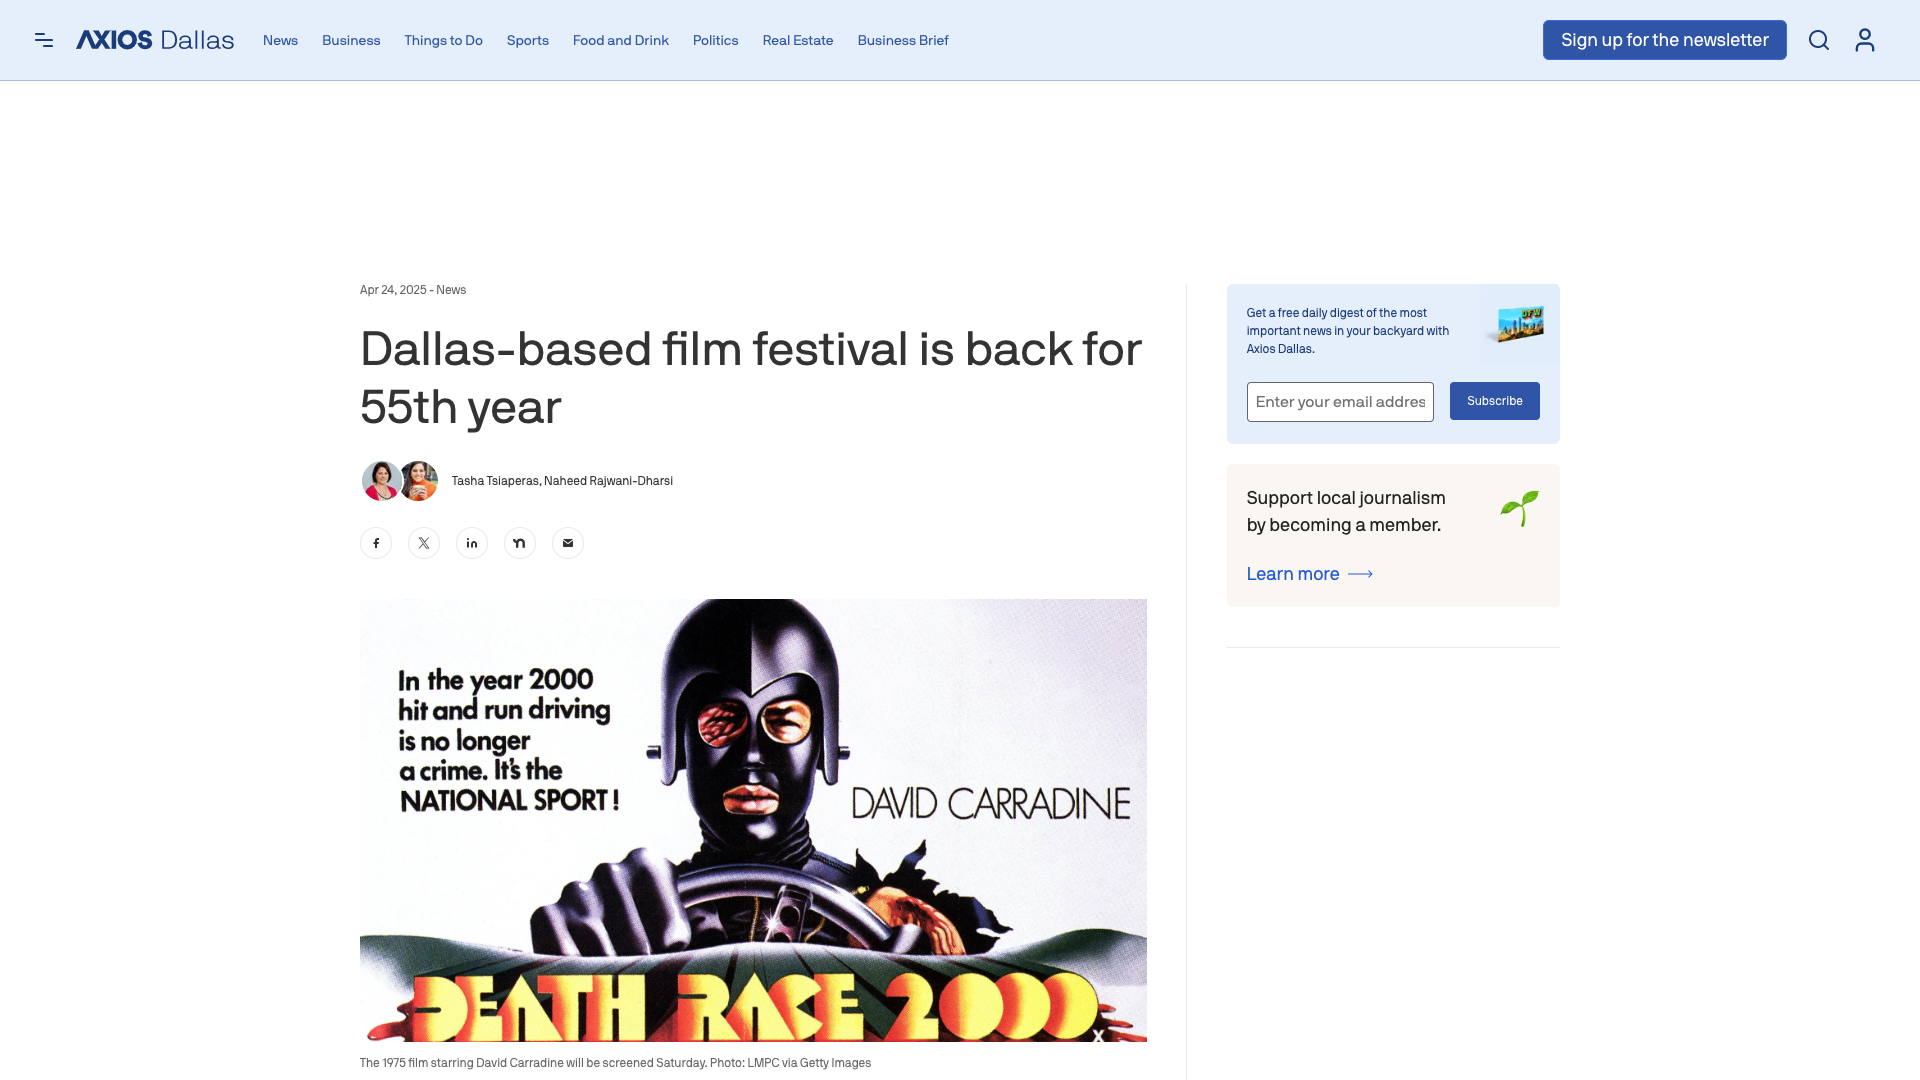 AXIOS Dallas
News
Business
Things to Do
Sports
Food and Drink
Politics
Real Estate
Business Brief
Sign up for the newsletter
Apr 24, 2025 - News
Dallas-based film festival is back for
55th year
Tasha Tsiaperas, Naheed Rajwani-Dharsi
In the year 2000
hit and run driving
is no longer
a crime. It's the
NATIONAL SPORT!
DAVID CARRADINE
DEATH RACE 2000
The 1975 film starring David Carradine will be screened Saturday. Photo: LMPC via Getty Images
Get a free daily digest of the most
important news in your backyard with
Axios Dallas.
DFW
Enter your email addres
Subscribe
Support local journalism
by becoming a member.
Learn more